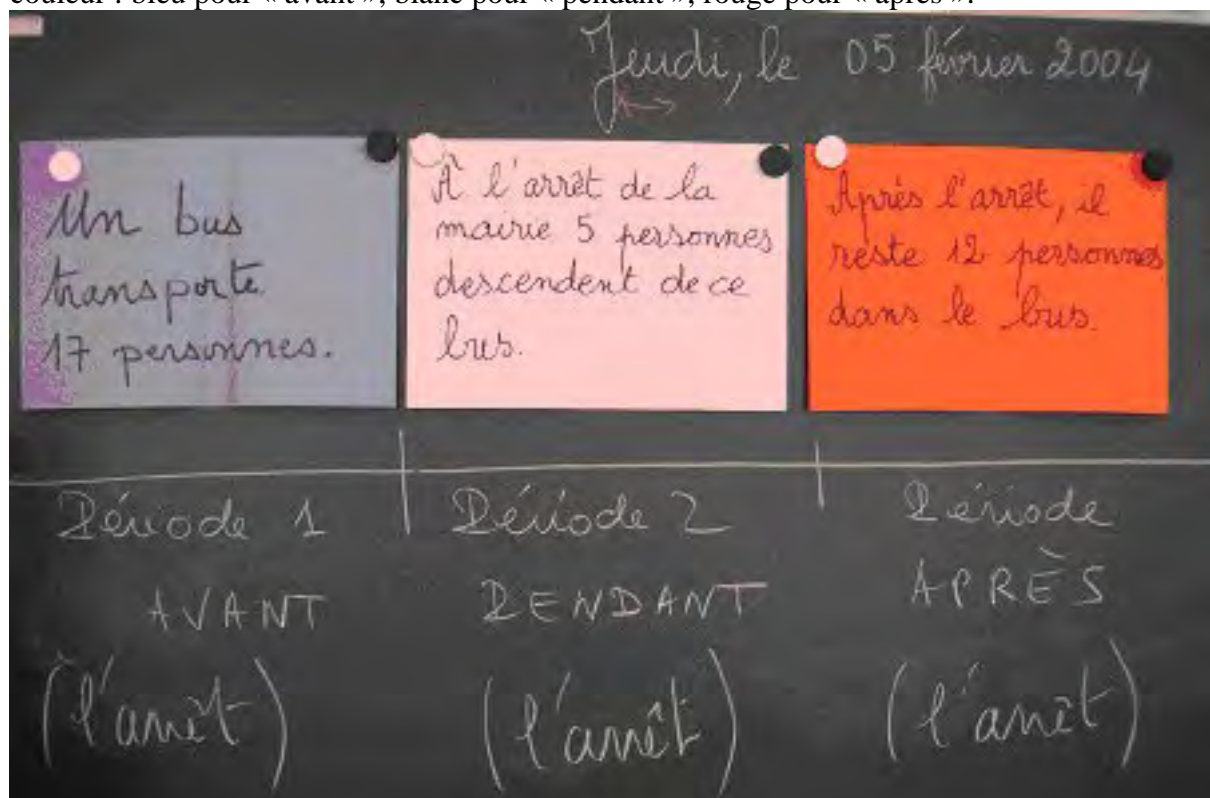 couleur : bleu pour « avant », blanc pour « pendant », rouge pour « après ».
Jeudi, le 05 février 2004
Un bus
transporte
17 personnes.
À l'arrêt de la
mairie 5 personnes
descendent de ce
bus.
Après l'arrêt, il
reste 12 personnes
dans le bus.
Période 1
AVANT
(l'arrêt)
Période 2
PENDANT
(l'arrêt)
Période
APRÈS
(l'arrêt)